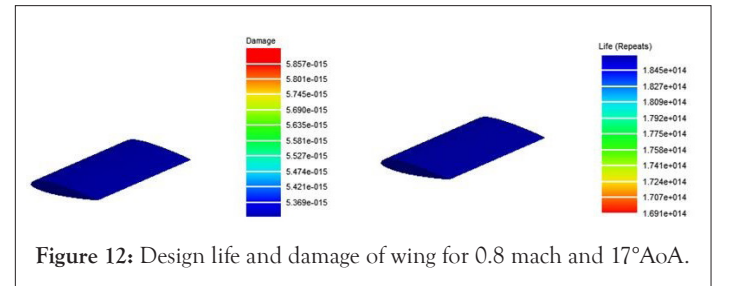 Damage
5.857e-015
5.801e-015
5.745e-015
5.690e-015
5.635e-015
5.581e-015
5.527e-015
5.474e-015
5.421e-015
5.369e-015
Life (Repeats)
1.845e+014
1.827e+014
1.809e+014
1.792e+014
1.775e+014
1.758e+014
1.741e+014
1.724e+014
1.707e+014
1.691e+014
Figure 12: Design life and damage of wing for 0.8 mach and 17°AoA.